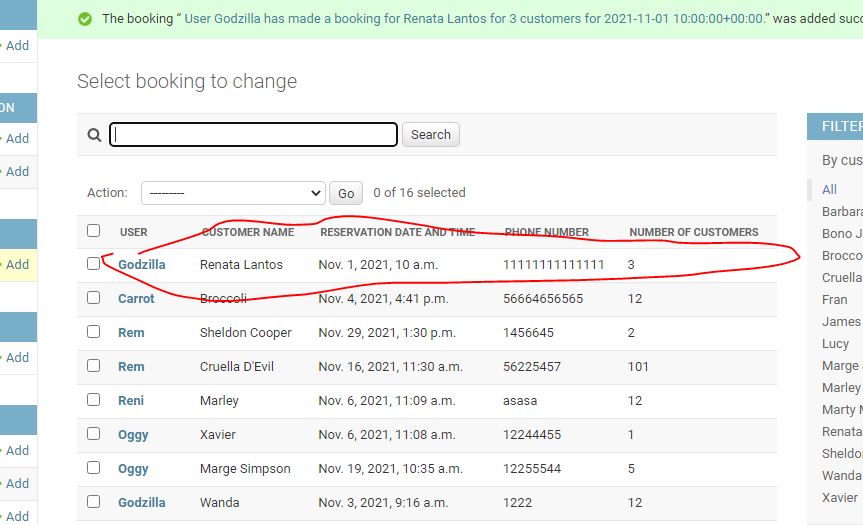 The booking “ User Godzilla has made a booking for Renata Lantos for 3 customers for 2021-11-01 10:00:00+00:00.” was added
Add
Select booking to change
ON
FILTER
Add
Search
By
Add
Action: --------- Go 0 of 16 selected
All
USER CUSTOMER NAME RESERVATION DATE AND TIME PHONE NUMBER NUMBER OF CUSTOMERS
Barbara
Bono J
Add
Godzilla Renata Lantos Nov. 1, 2021, 10 a.m. 11111111111111 3
Brocco
Cruella
Carrot Broccoli Nov. 4, 2021, 4:41 p.m. 56664656565 12
Fran
James
Rem Sheldon Cooper Nov. 29, 2021, 1:30 p.m. 1456645 2
Lucy
Add
Rem Cruella D'Evil Nov. 16, 2021, 11:30 a.m. 56225457 101
Marge
Marley
Reni Marley Nov. 6, 2021, 11:09 a.m. asasa 12
Marty
Renata
Oggy Xavier Nov. 6, 2021, 11:08 a.m. 12244455 1
Add
Sheldo
Oggy Marge Simpson Nov. 19, 2021, 10:35 a.m. 12255544 5
Wanda
Add
Xavier
Godzilla Wanda Nov. 3, 2021, 9:16 a.m. 1222 12
Add